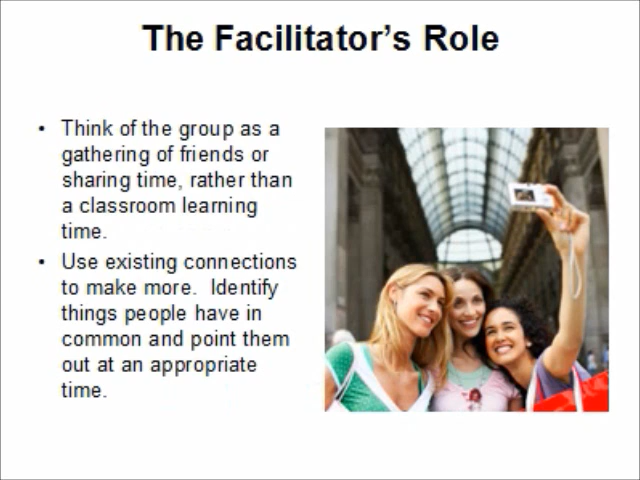 The Facilitator's Role
• Think of the group as a
gathering of friends or
sharing time, rather than
a classroom learning
time.
• Use existing connections
to make more.  Identify
things people have in
common and point them
out at an appropriate
time.